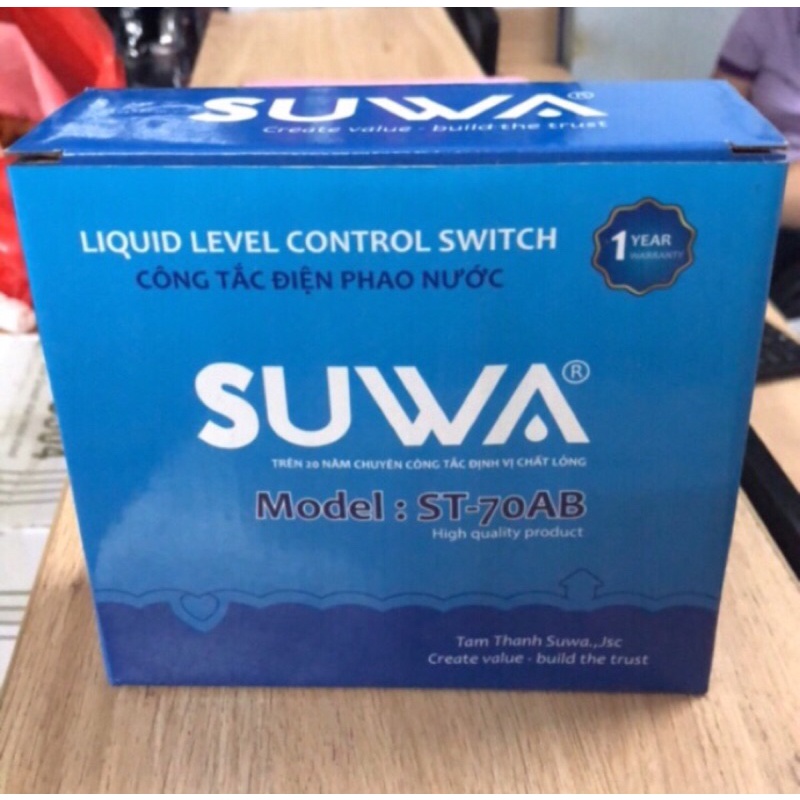 SUWA®
Create value - build the trust
LIQUID LEVEL CONTROL SWITCH
CÔNG TẮC ĐIỆN PHAO NƯỚC
1 YEAR
WARRANTY
SUWA®
TRÊN 20 NĂM CHUYÊN CÔNG TẮC ĐỊNH VỊ CHẤT LỎNG
Model : ST-70AB
High quality product
Tam Thanh Suwa.,Jsc
Create value - build the trust